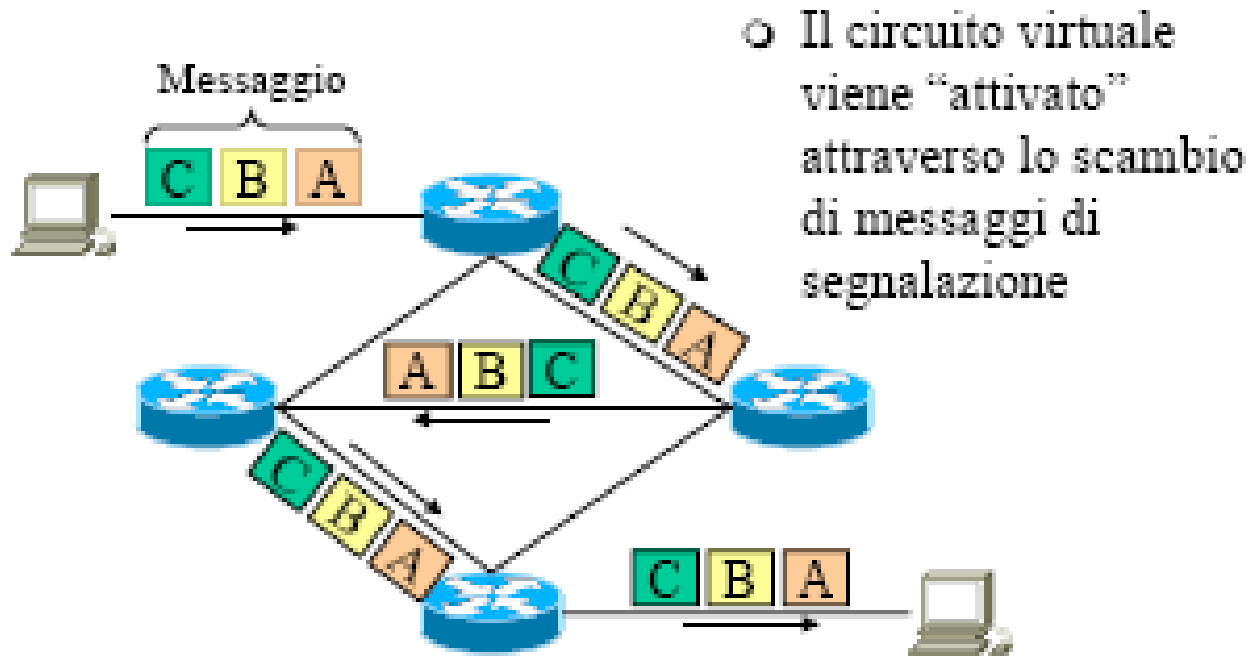 Messaggio
C B A
Il circuito virtuale
viene “attivato”
attraverso lo scambio
di messaggi di
segnalazione
C B A
A B C
C B A
C B A